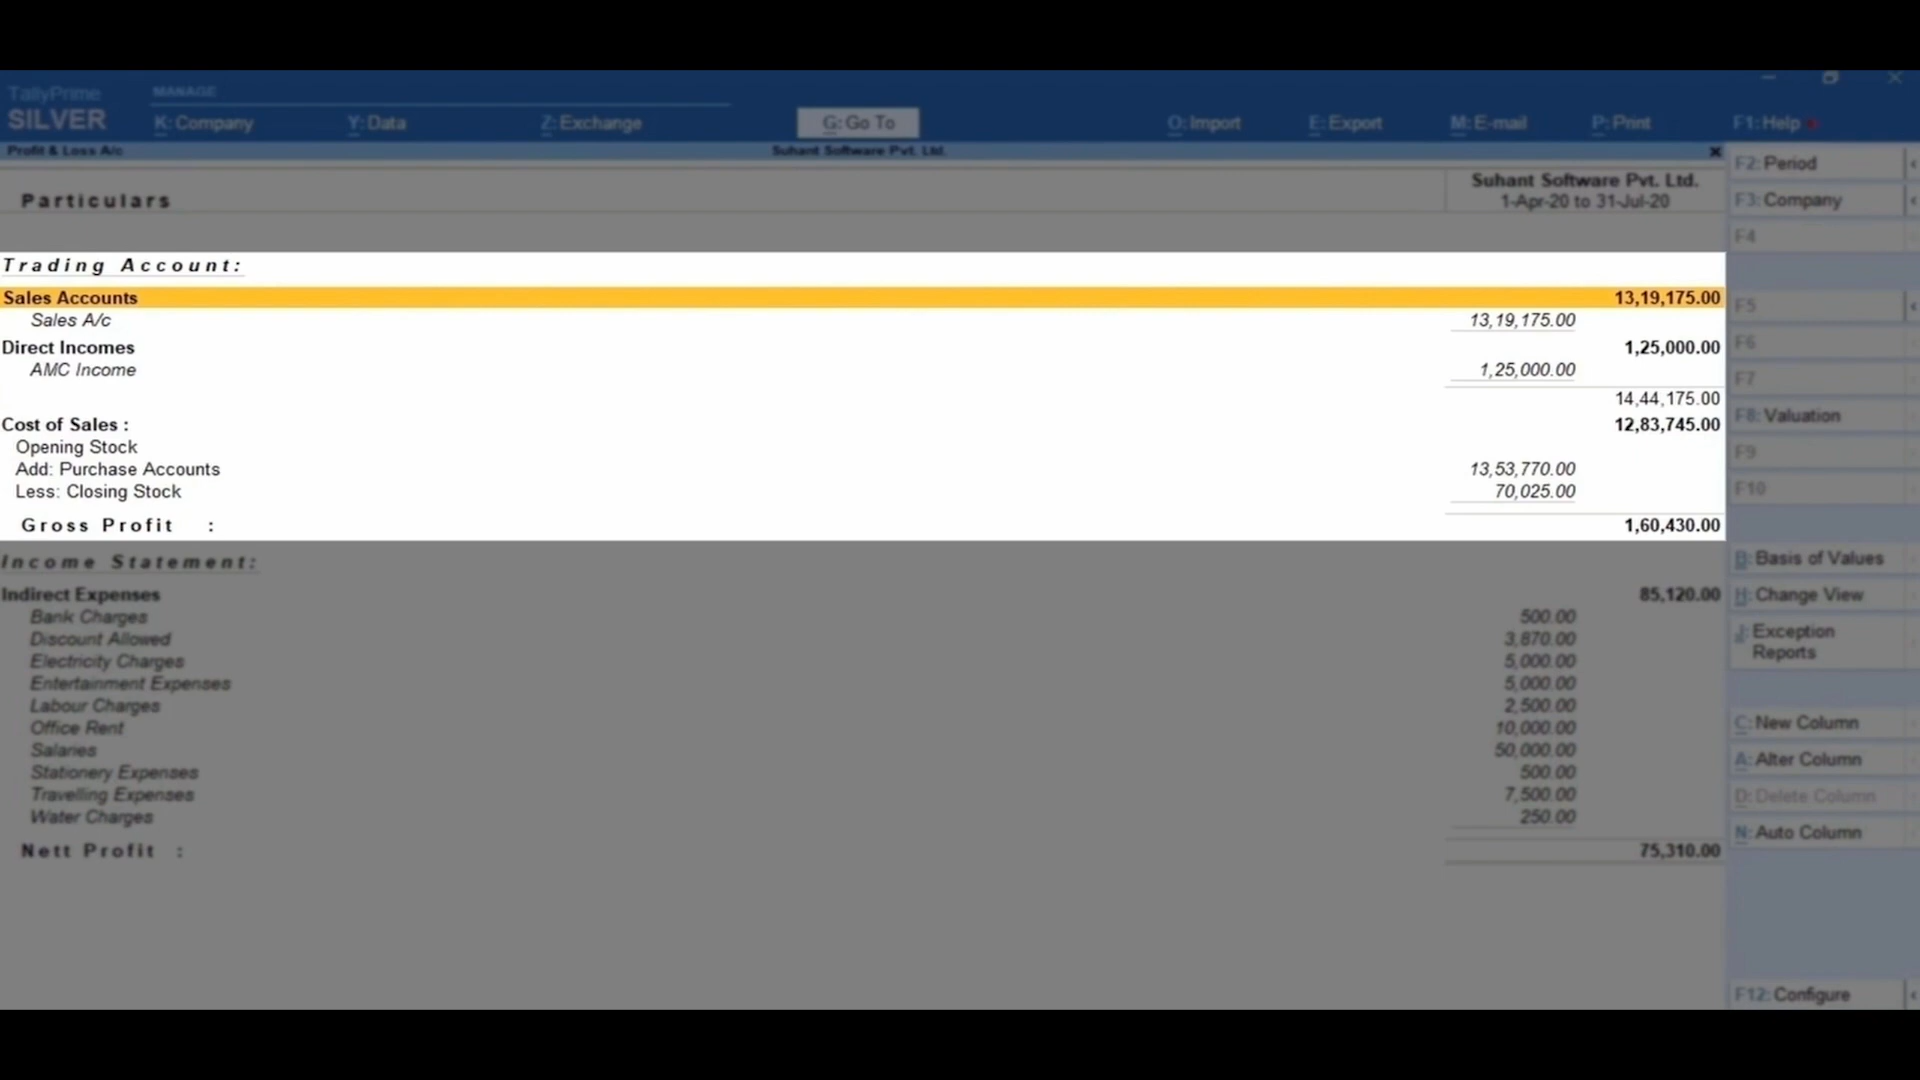 TallyPrime MANAGE
SILVER K: Company Y: Data Z: Exchange G: Go To O: Import E: Export M: E-mail P: Print F1: Help
Profit & Loss A/c Suhant Software Pvt. Ltd.
Particulars
Suhant Software Pvt. Ltd.
1-Apr-20 to 31-Jul-20
Trading Account:
Sales Accounts 13,19,175.00
Sales A/c 13,19,175.00
Direct Incomes 1,25,000.00
AMC Income 1,25,000.00
14,44,175.00
Cost of Sales : 12,83,745.00
Opening Stock
Add: Purchase Accounts 13,53,770.00
Less: Closing Stock 70,025.00
Gross Profit : 1,60,430.00
Income Statement:
Indirect Expenses 85,120.00
Bank Charges 500.00
Discount Allowed 3,870.00
Electricity Charges 5,000.00
Entertainment Expenses 5,000.00
Labour Charges 2,500.00
Office Rent 10,000.00
Salaries 50,000.00
Stationery Expenses 500.00
Travelling Expenses 7,500.00
Water Charges 250.00
Nett Profit : 75,310.00
F2: Period
F3: Company
F4
F5
F6
F7
F8: Valuation
F9
F10
B: Basis of Values
H: Change View
J: Exception
Reports
C: New Column
A: Alter Column
D: Delete Column
N: Auto Column
F12: Configure